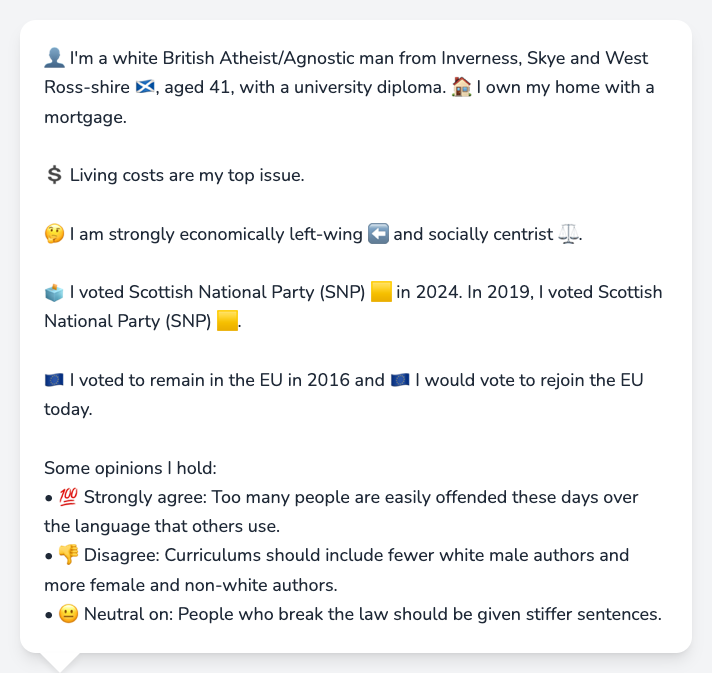 👤 I'm a white British Atheist/Agnostic man from Inverness, Skye and West
Ross-shire 🏴󠁧󠁢󠁳󠁣󠁴󠁿, aged 41, with a university diploma. 🏠 I own my home with a
mortgage.
💲 Living costs are my top issue.
🤔 I am strongly economically left-wing ⬅️ and socially centrist ⚖️.
🗳️ I voted Scottish National Party (SNP) 🟨 in 2024. In 2019, I voted Scottish
National Party (SNP) 🟨.
🇪🇺 I voted to remain in the EU in 2016 and 🇪🇺 I would vote to rejoin the EU
today.
Some opinions I hold:
• 💯 Strongly agree: Too many people are easily offended these days over
the language that others use.
• 👎 Disagree: Curriculums should include fewer white male authors and
more female and non-white authors.
• 😐 Neutral on: People who break the law should be given stiffer sentences.